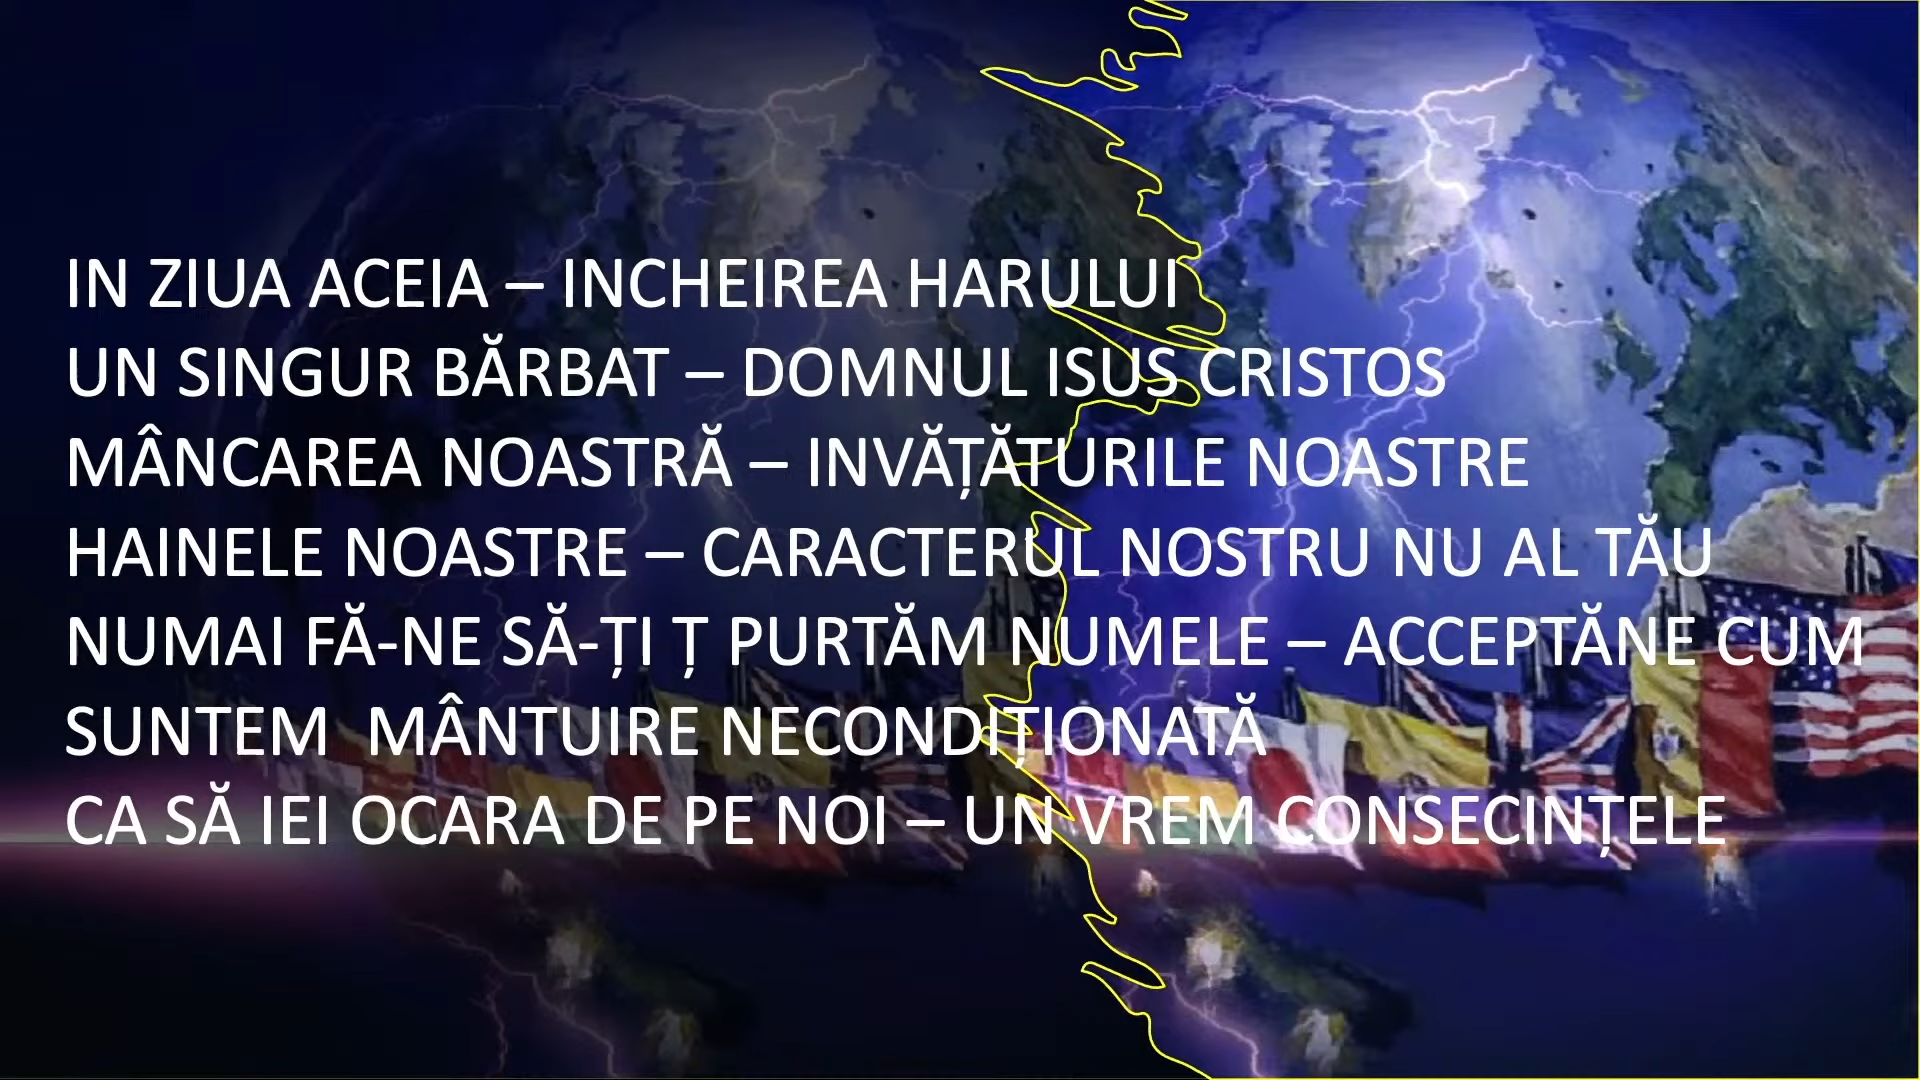 IN ZIUA ACEIA – INCHEIREA HARULUI
UN SINGUR BĂRBAT – DOMNUL ISUS CRISTOS
MÂNCAREA NOASTRĂ – INVĂȚĂTURILE NOASTRE
HAINELE NOASTRE – CARACTERUL NOSTRU NU AL TĂU
NUMAI FĂ-NE SĂ-ȚI Ț PURTĂM NUMELE – ACCEPTĂNE CUM
SUNTEM MÂNTUIRE NECONDIȚIONATĂ
CA SĂ IEI OCARA DE PE NOI – UN VREM CONSECINȚELE